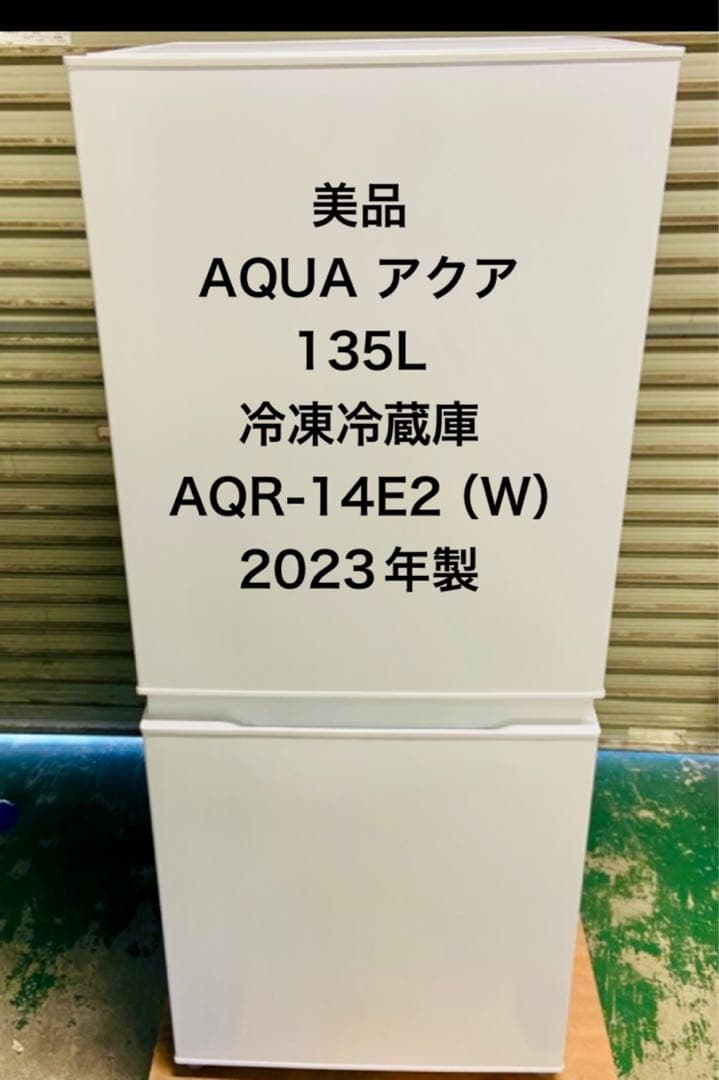 美品
AQUA アクア
135L
冷凍冷蔵庫
AQR-14E2（W）
2023年製